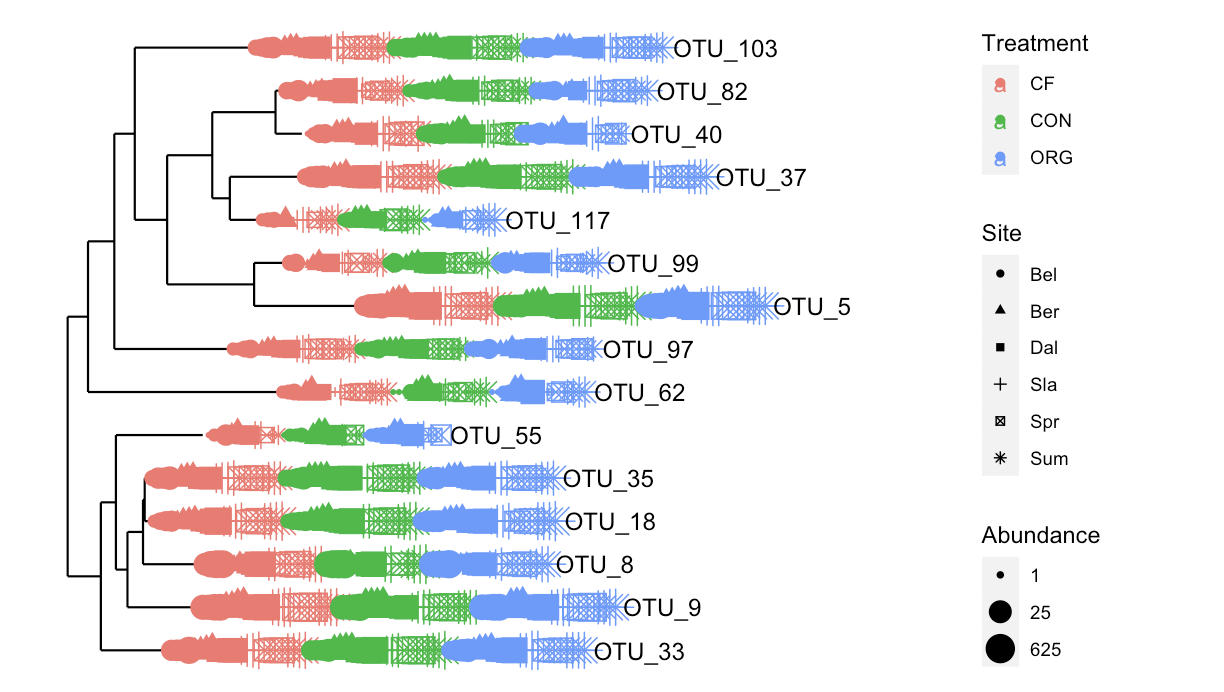 OTU_103
OTU_82
OTU_40
OTU_37
OTU_117
OTU_99
OTU_5
OTU_97
OTU_62
OTU_55
OTU_35
OTU_18
OTU_8
OTU_9
OTU_33
Treatment
a CF
a CON
a ORG
Site
Bel
Ber
Dal
Sla
Spr
Sum
Abundance
1
25
625